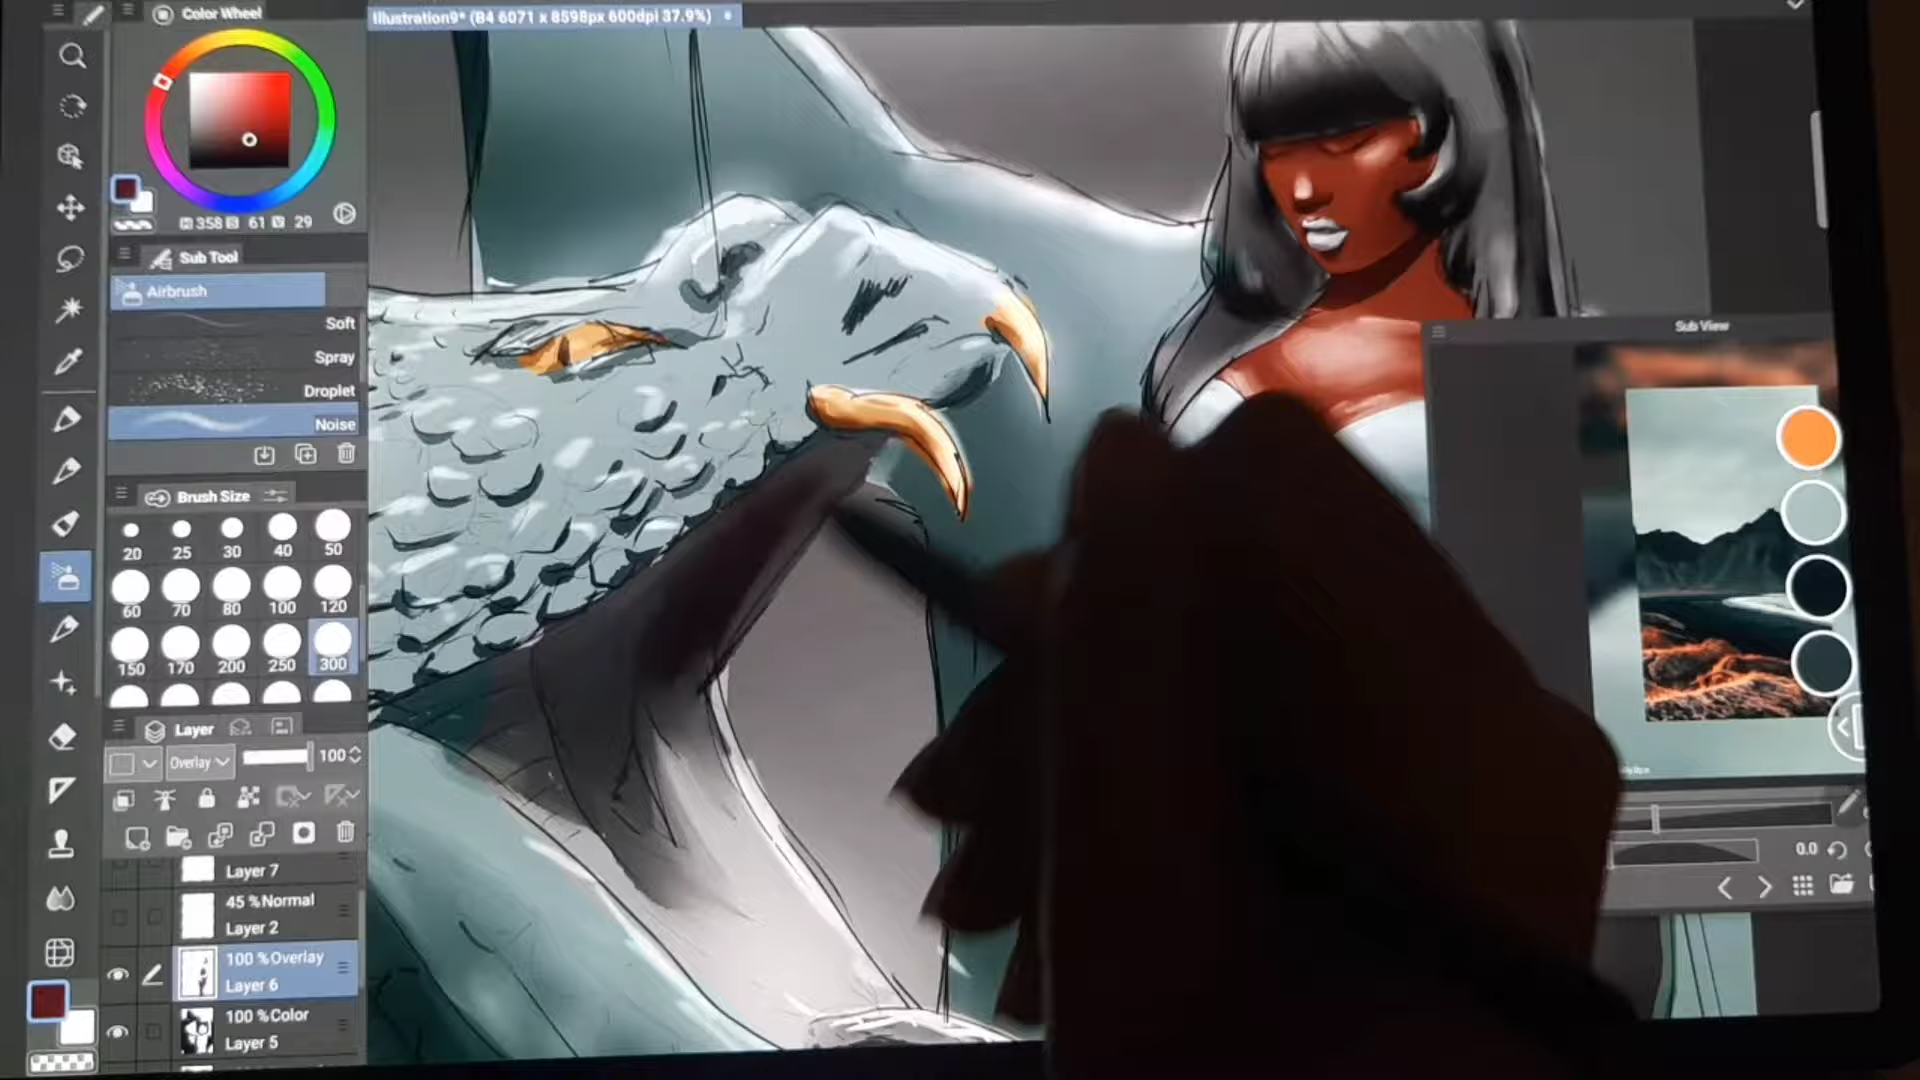 Color Wheel
Illustration9* (B4 6071 x 8598px 600dpi 37.9%)
H 358 S 61 V 29
Sub Tool
Airbrush
Soft
Spray
Droplet
Noise
Brush Size
20 25 30 40 50
60 70 80 100 120
150 170 200 250 300
Layer
Overlay 100
Layer 7
45 %Normal
Layer 2
100 %Overlay
Layer 6
100 %Color
Layer 5
Sub View
0.0